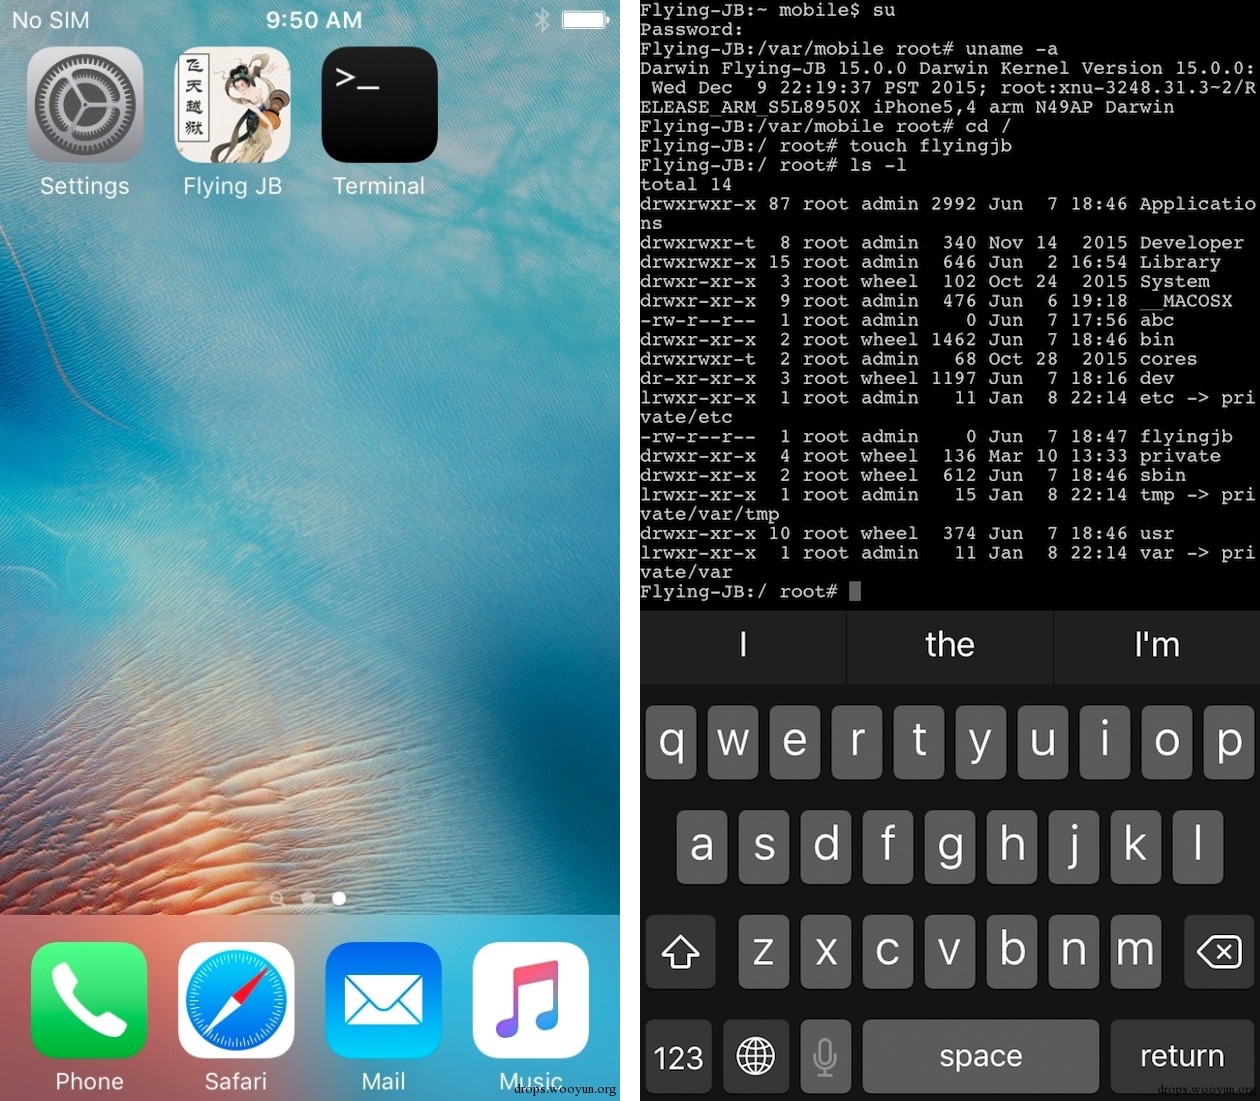 No SIM
9:50 AM
飞天越狱
Settings
Flying JB
>_
Terminal
Phone
Safari
Mail
Music
drops.wooyun.org
Flying-JB:~ mobile$ su
Password:
Flying-JB:/var/mobile root# uname -a
Darwin Flying-JB 15.0.0 Darwin Kernel Version 15.0.0:
 Wed Dec  9 22:19:37 PST 2015; root:xnu-3248.31.3~2/R
ELEASE_ARM_S5L8950X iPhone5,4 arm N49AP Darwin
Flying-JB:/var/mobile root# cd /
Flying-JB:/ root# touch flyingjb
Flying-JB:/ root# ls -l
total 14
drwxrwxr-x 87 root admin 2992 Jun  7 18:46 Applicatio
ns
drwxrwxr-t  8 root admin  340 Nov 14  2015 Developer
drwxrwxr-x 15 root admin  646 Jun  2 16:54 Library
drwxr-xr-x  3 root wheel  102 Oct 24  2015 System
drwxr-xr-x  9 root admin  476 Jun  6 19:18 __MACOSX
-rw-r--r--  1 root admin    0 Jun  7 17:56 abc
drwxr-xr-x  2 root wheel 1462 Jun  7 18:46 bin
drwxrwxr-t  2 root admin   68 Oct 28  2015 cores
dr-xr-xr-x  3 root wheel 1197 Jun  7 18:16 dev
lrwxr-xr-x  1 root admin   11 Jan  8 22:14 etc -> pri
vate/etc
-rw-r--r--  1 root admin    0 Jun  7 18:47 flyingjb
drwxr-xr-x  4 root wheel  136 Mar 10 13:33 private
drwxr-xr-x  2 root wheel  612 Jun  7 18:46 sbin
lrwxr-xr-x  1 root admin   15 Jan  8 22:14 tmp -> pri
vate/var/tmp
drwxr-xr-x 10 root wheel  374 Jun  7 18:46 usr
lrwxr-xr-x  1 root admin   11 Jan  8 22:14 var -> pri
vate/var
Flying-JB:/ root#
I the I'm
q w e r t y u i o p
a s d f g h j k l
z x c v b n m
123 space return
drops.wooyun.org